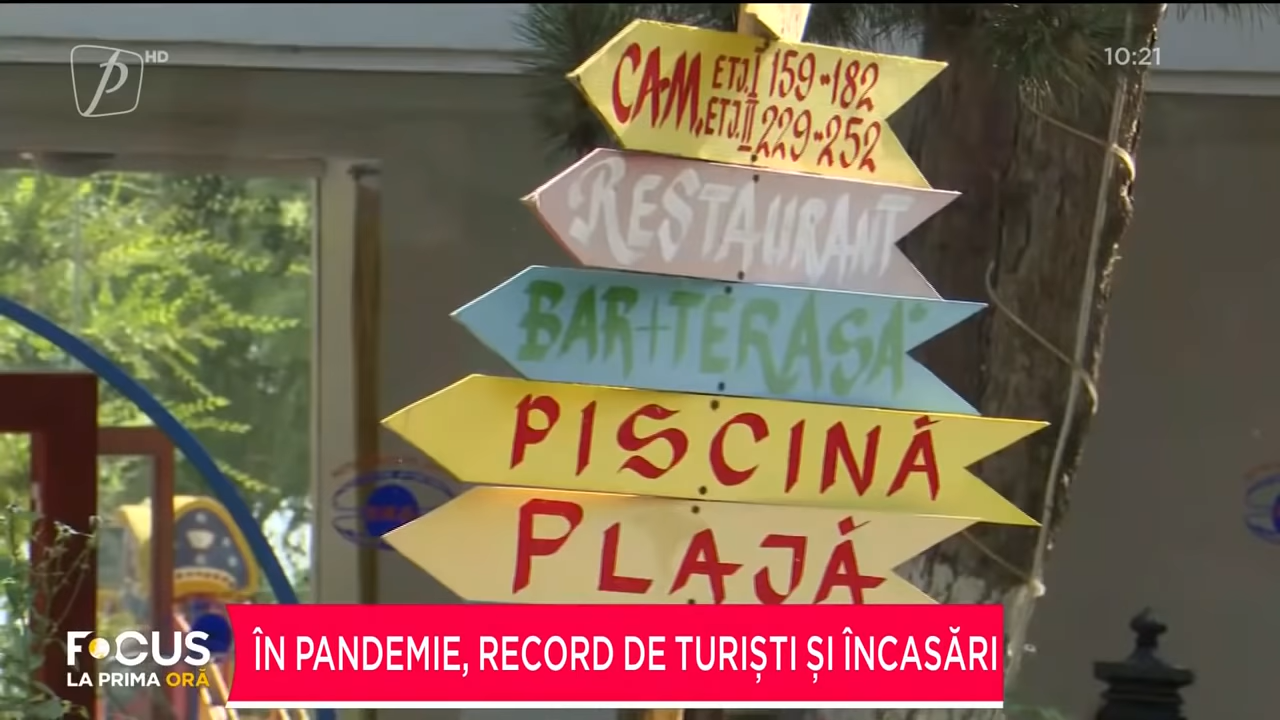 HD
10:21
CAM. ETJ.I 159-182
ETJ.II 229-252
RESTAURANT
BAR+TERASĂ
PISCINĂ
PLAJĂ
FOCUS
LA PRIMA ORĂ
ÎN PANDEMIE, RECORD DE TURIȘTI ȘI ÎNCASĂRI